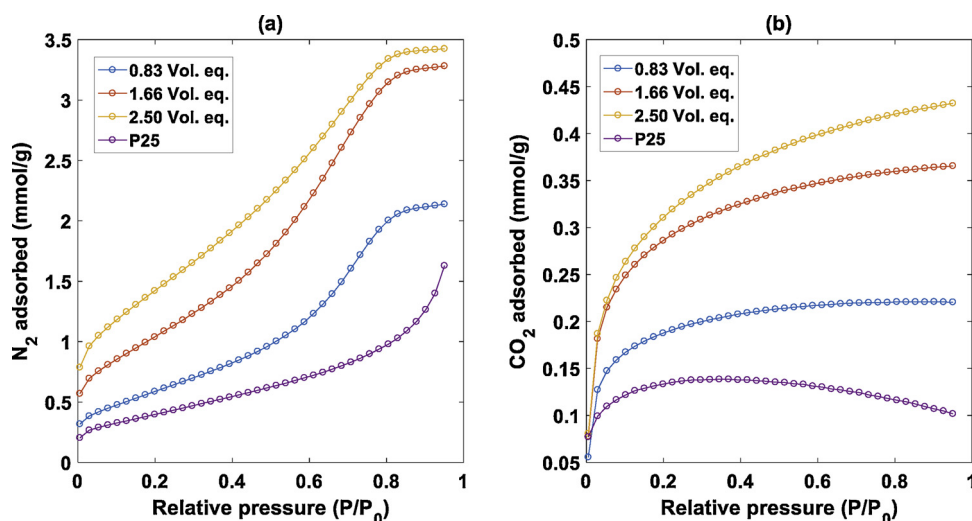 (a)
N2 adsorbed (mmol/g)
3.5
3
2.5
2
1.5
1
0.5
0
0.83 Vol. eq.
1.66 Vol. eq.
2.50 Vol. eq.
P25
0 0.2 0.4 0.6 0.8 1
Relative pressure (P/P0)
(b)
CO2 adsorbed (mmol/g)
0.5
0.45
0.4
0.35
0.3
0.25
0.2
0.15
0.1
0.05
0.83 Vol. eq.
1.66 Vol. eq.
2.50 Vol. eq.
P25
0 0.2 0.4 0.6 0.8 1
Relative pressure (P/P0)